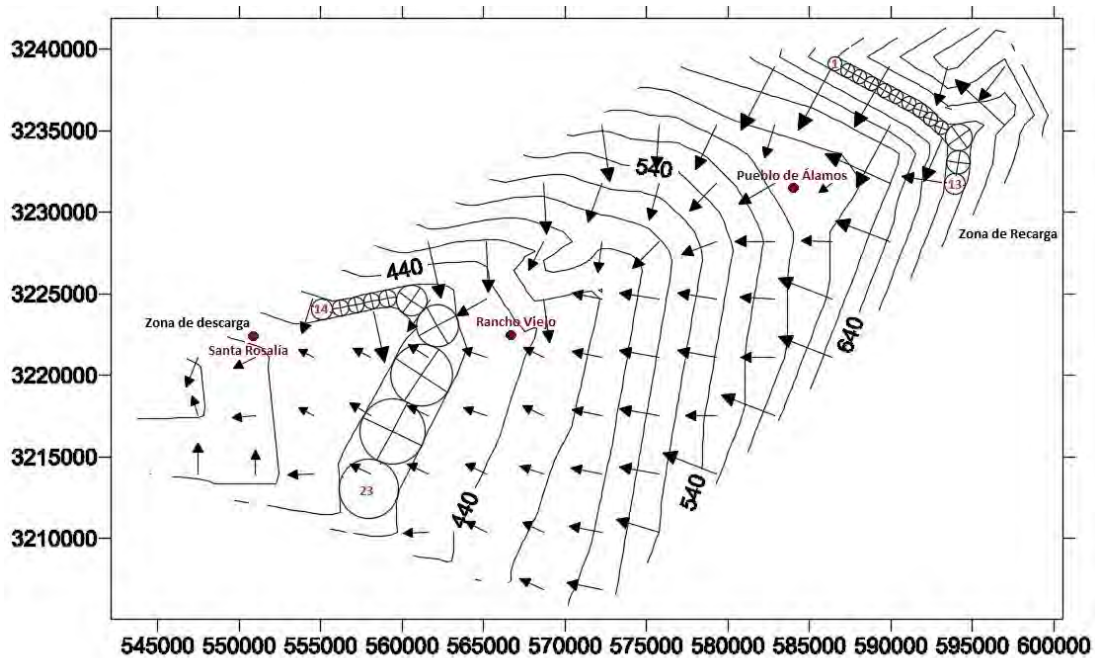 3240000
1
3235000
540
Pueblo de Álamos
13
3230000
Zona de Recarga
440
3225000
14
Zona de descarga
Rancho Viejo
640
Santa Rosalía
3220000
3215000
23
440
540
3210000
545000 550000 555000 560000 565000 570000 575000 580000 585000 590000 595000 600000